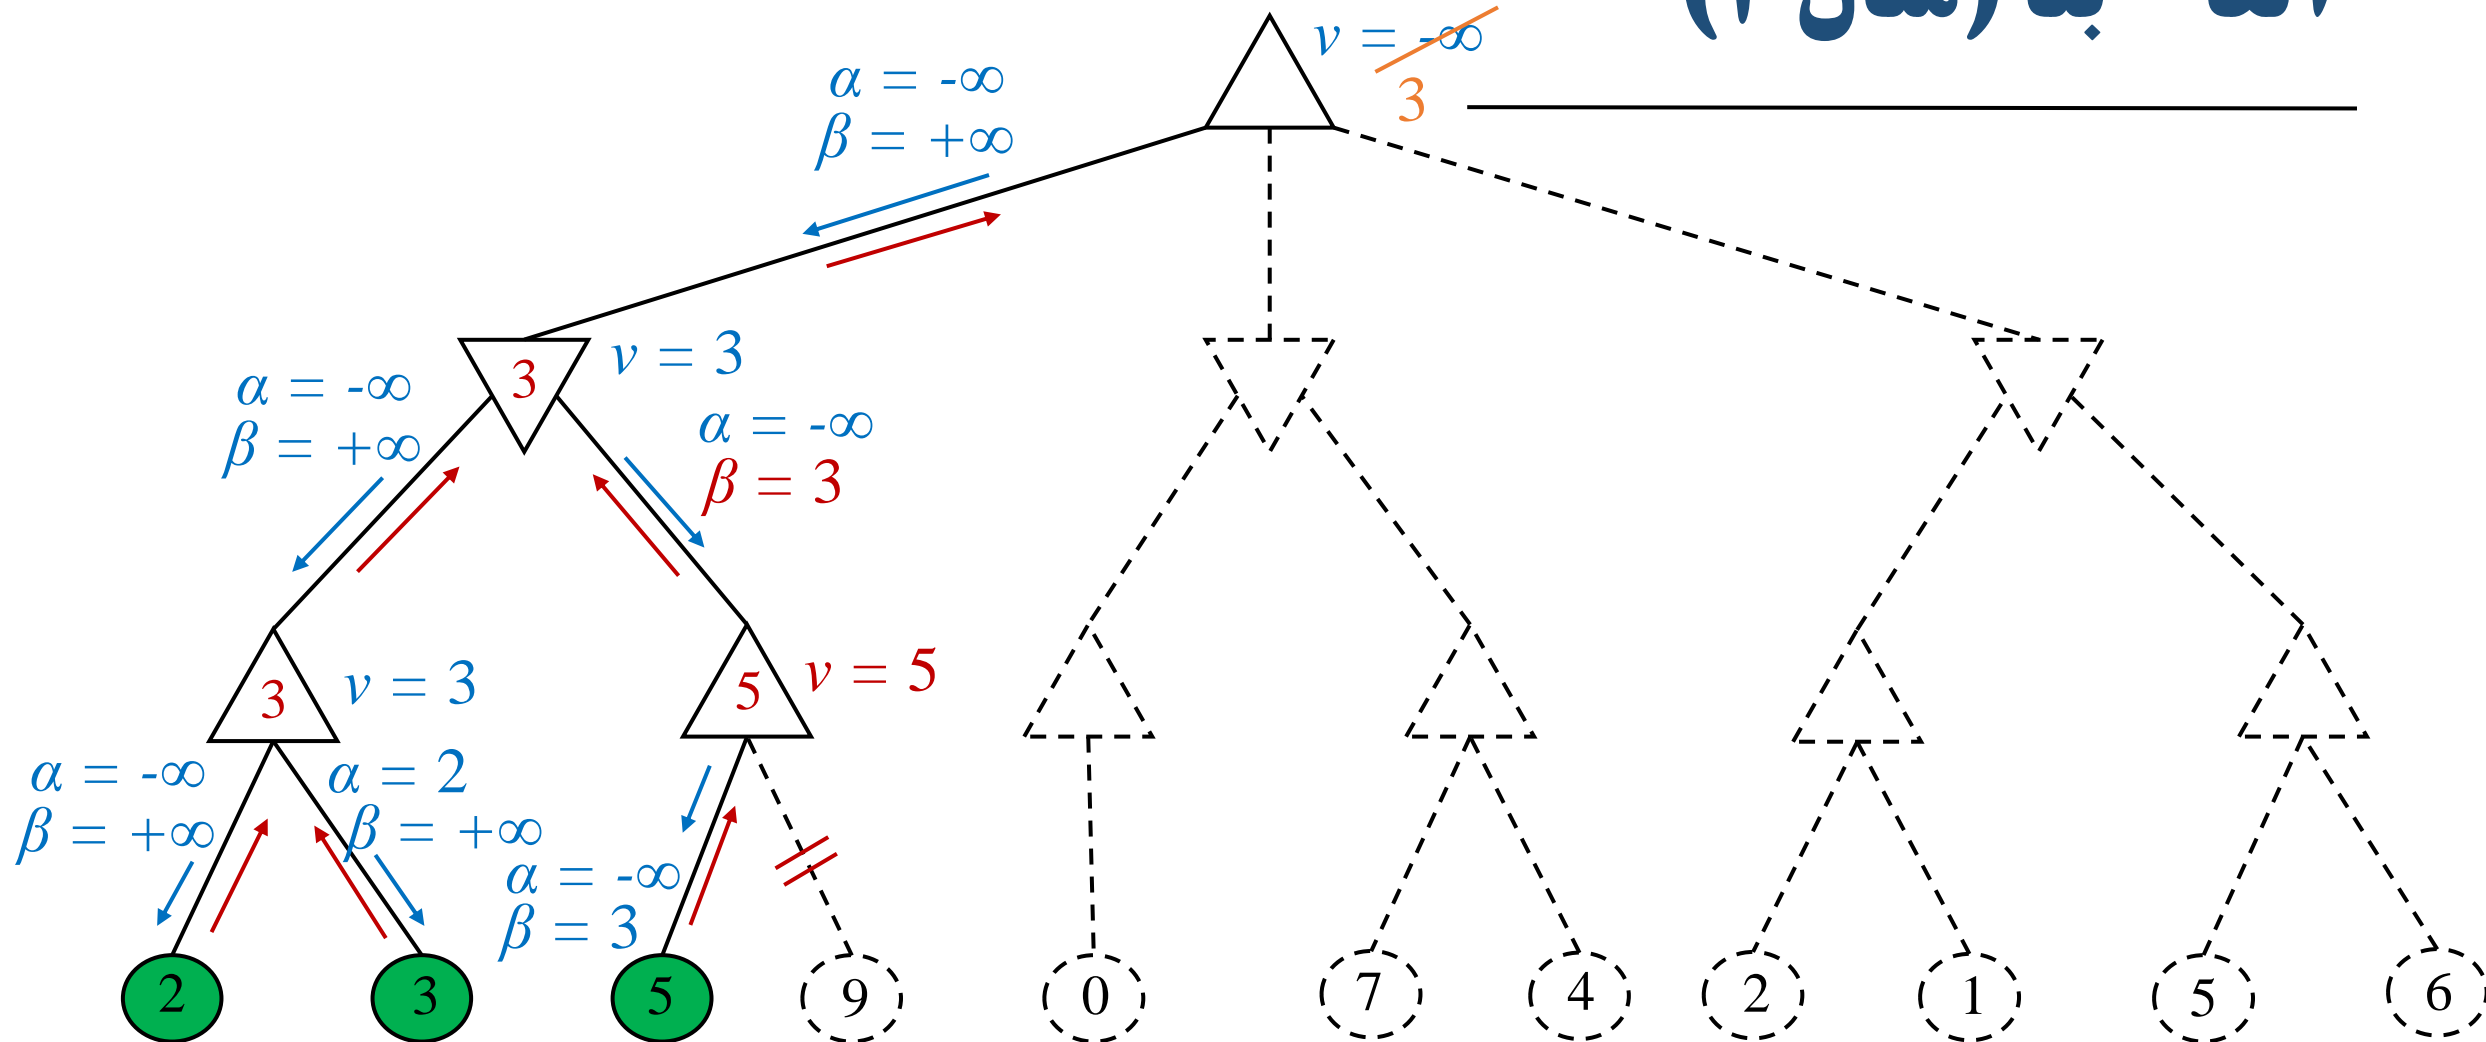 v = -∞
3
α = -∞
β = +∞
3
v = 3
α = -∞
β = +∞
α = -∞
β = 3
3
v = 3
5
v = 5
α = -∞
β = +∞
α = 2
β = +∞
α = -∞
β = 3
2
3
5
9
0
7
4
2
1
5
6